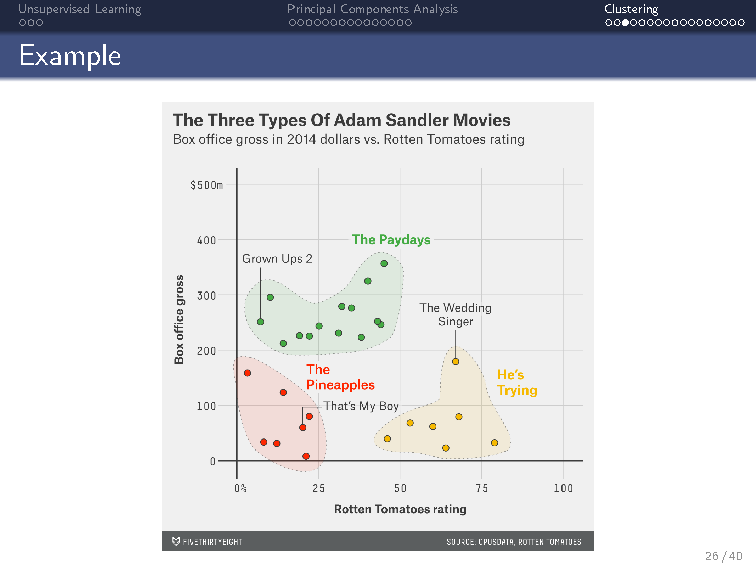 Unsupervised Learning
Principal Components Analysis
Clustering
Example
The Three Types Of Adam Sandler Movies
Box office gross in 2014 dollars vs. Rotten Tomatoes rating
$500m
400
300
200
100
0
Box office gross
The Paydays
Grown Ups 2
The Wedding
Singer
The
Pineapples
He's
Trying
That's My Boy
0%
25
50
75
100
Rotten Tomatoes rating
FIVETHIRTYEIGHT
SOURCE: OPUSDATA, ROTTEN TOMATOES
26 / 40